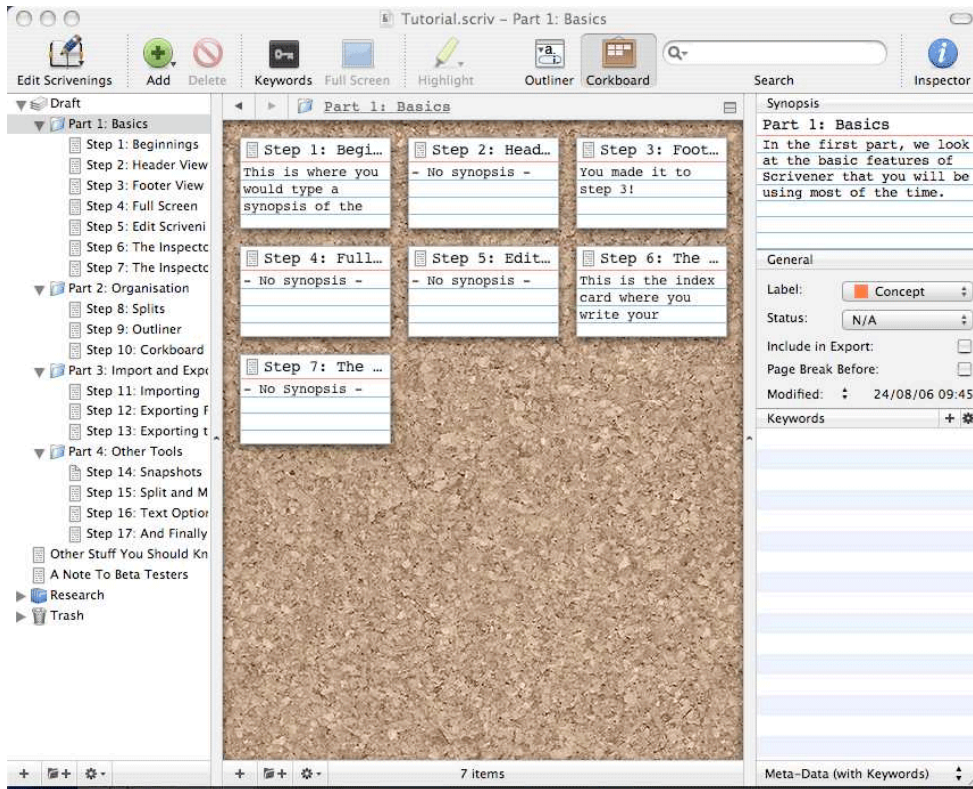 Tutorial.scriv – Part 1: Basics
Edit Scrivenings Add Delete Keywords Full Screen Highlight Outliner Corkboard Search Inspector
Draft
Part 1: Basics
Step 1: Beginnings
Step 2: Header View
Step 3: Footer View
Step 4: Full Screen
Step 5: Edit Scriveni
Step 6: The Inspecto
Step 7: The Inspecto
Part 2: Organisation
Step 8: Splits
Step 9: Outliner
Step 10: Corkboard
Part 3: Import and Expo
Step 11: Importing
Step 12: Exporting F
Step 13: Exporting t
Part 4: Other Tools
Step 14: Snapshots
Step 15: Split and M
Step 16: Text Option
Step 17: And Finally
Other Stuff You Should Kn
A Note To Beta Testers
Research
Trash
Part 1: Basics
Step 1: Begi...
This is where you
would type a
synopsis of the
Step 2: Head...
- No synopsis -
Step 3: Foot...
You made it to
step 3!
Step 4: Full...
- No synopsis -
Step 5: Edit...
- No synopsis -
Step 6: The ...
This is the index
card where you
write your
Step 7: The ...
- No Synopsis -
7 items
Synopsis
Part 1: Basics
In the first part, we look
at the basic features of
Scrivener that you will be
using most of the time.
General
Label: Concept
Status: N/A
Include in Export:
Page Break Before:
Modified: 24/08/06 09:45
Keywords
Meta-Data (with Keywords)